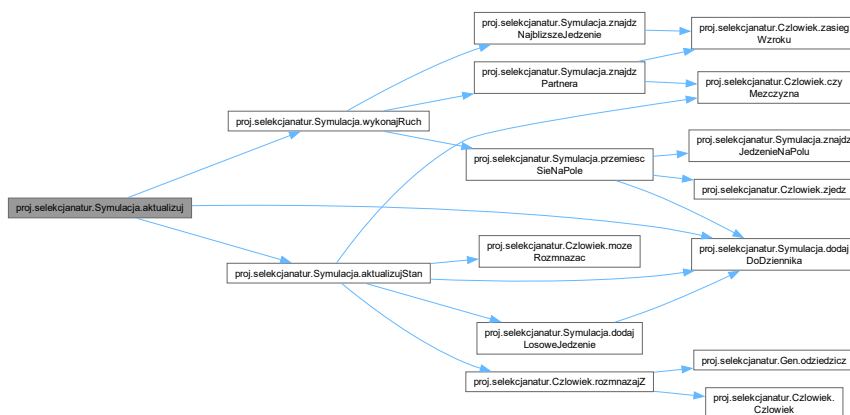 proj.selekcjanatur.Symulacja.znajdz
NajblizszeJedzenie
proj.selekcjanatur.Czlowiek.zasieg
Wzroku
proj.selekcjanatur.Symulacja.znajdz
Partnera
proj.selekcjanatur.Czlowiek.czy
Mezczyzna
proj.selekcjanatur.Symulacja.wykonajRuch
proj.selekcjanatur.Symulacja.przemiesc
SieNaPole
proj.selekcjanatur.Symulacja.znajdz
JedzenieNaPolu
proj.selekcjanatur.Czlowiek.zjedz
proj.selekcjanatur.Symulacja.aktualizuj
proj.selekcjanatur.Symulacja.aktualizujStan
proj.selekcjanatur.Czlowiek.moze
Rozmnazac
proj.selekcjanatur.Symulacja.dodaj
DoDziennika
proj.selekcjanatur.Symulacja.dodaj
LosoweJedzenie
proj.selekcjanatur.Czlowiek.rozmnazajZ
proj.selekcjanatur.Gen.odziedzicz
proj.selekcjanatur.Czlowiek.
Czlowiek